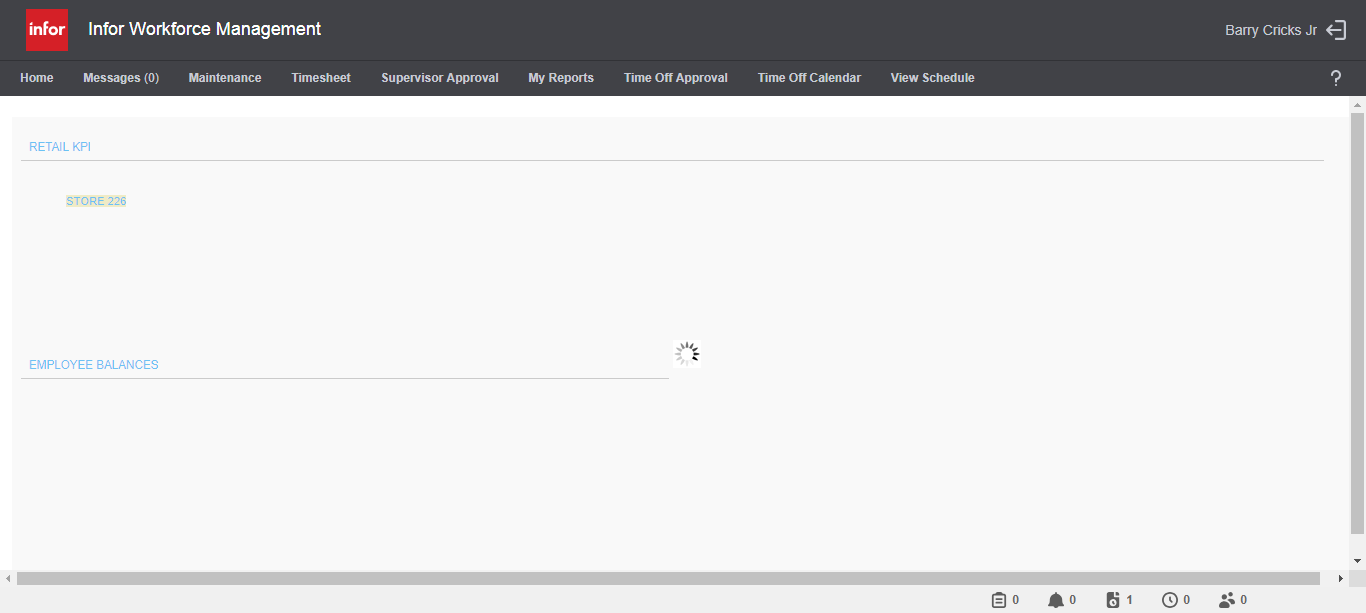 infor Infor Workforce Management Barry Cricks Jr
Home Messages (0) Maintenance Timesheet Supervisor Approval My Reports Time Off Approval Time Off Calendar View Schedule ?
RETAIL KPI
STORE 226
EMPLOYEE BALANCES
0 0 1 0 0